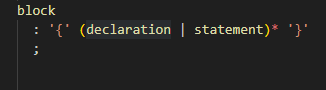 block
: '{' (declaration | statement)* '}'
;